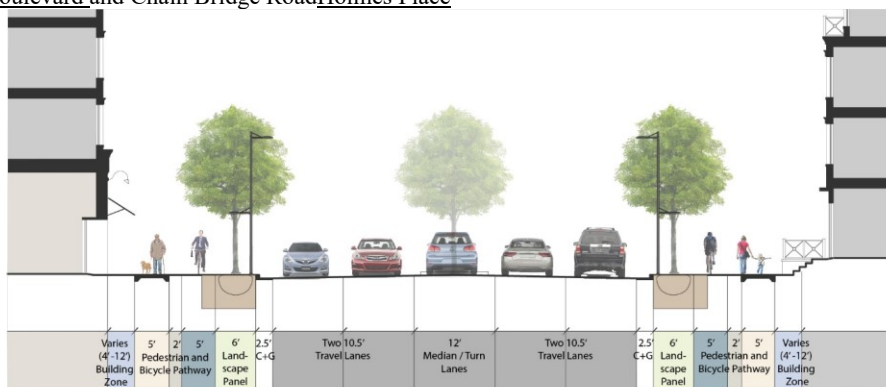 oulevard and Chain Bridge RoadHolmes Place
Varies
(4'-12')
Building
Zone
5' 2' 5'
Pedestrian and
Bicycle Pathway
6'
Land-
scape
Panel
2.5'
C+G
Two 10.5'
Travel Lanes
12'
Median / Turn
Lanes
Two 10.5'
Travel Lanes
2.5'
C+G
6'
Land-
scape
Panel
5' 2' 5'
Pedestrian and
Bicycle Pathway
Varies
(4'-12')
Building
Zone